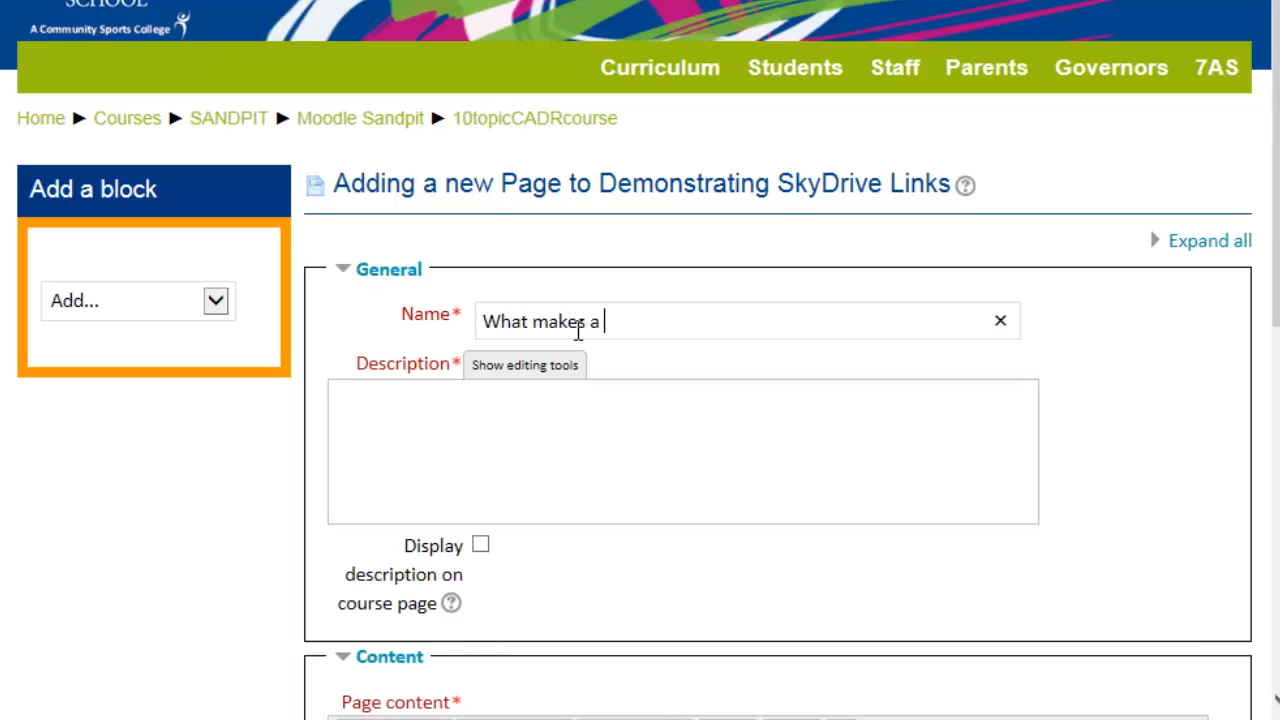 SCHOOL
A Community Sports College
Curriculum Students Staff Parents Governors 7AS
Home ► Courses ► SANDPIT ► Moodle Sandpit ► 10topicCADRcourse
Add a block
Add...
Adding a new Page to Demonstrating SkyDrive Links
Expand all
General
Name* What makes a
Description* Show editing tools
Display
description on
course page
Content
Page content*